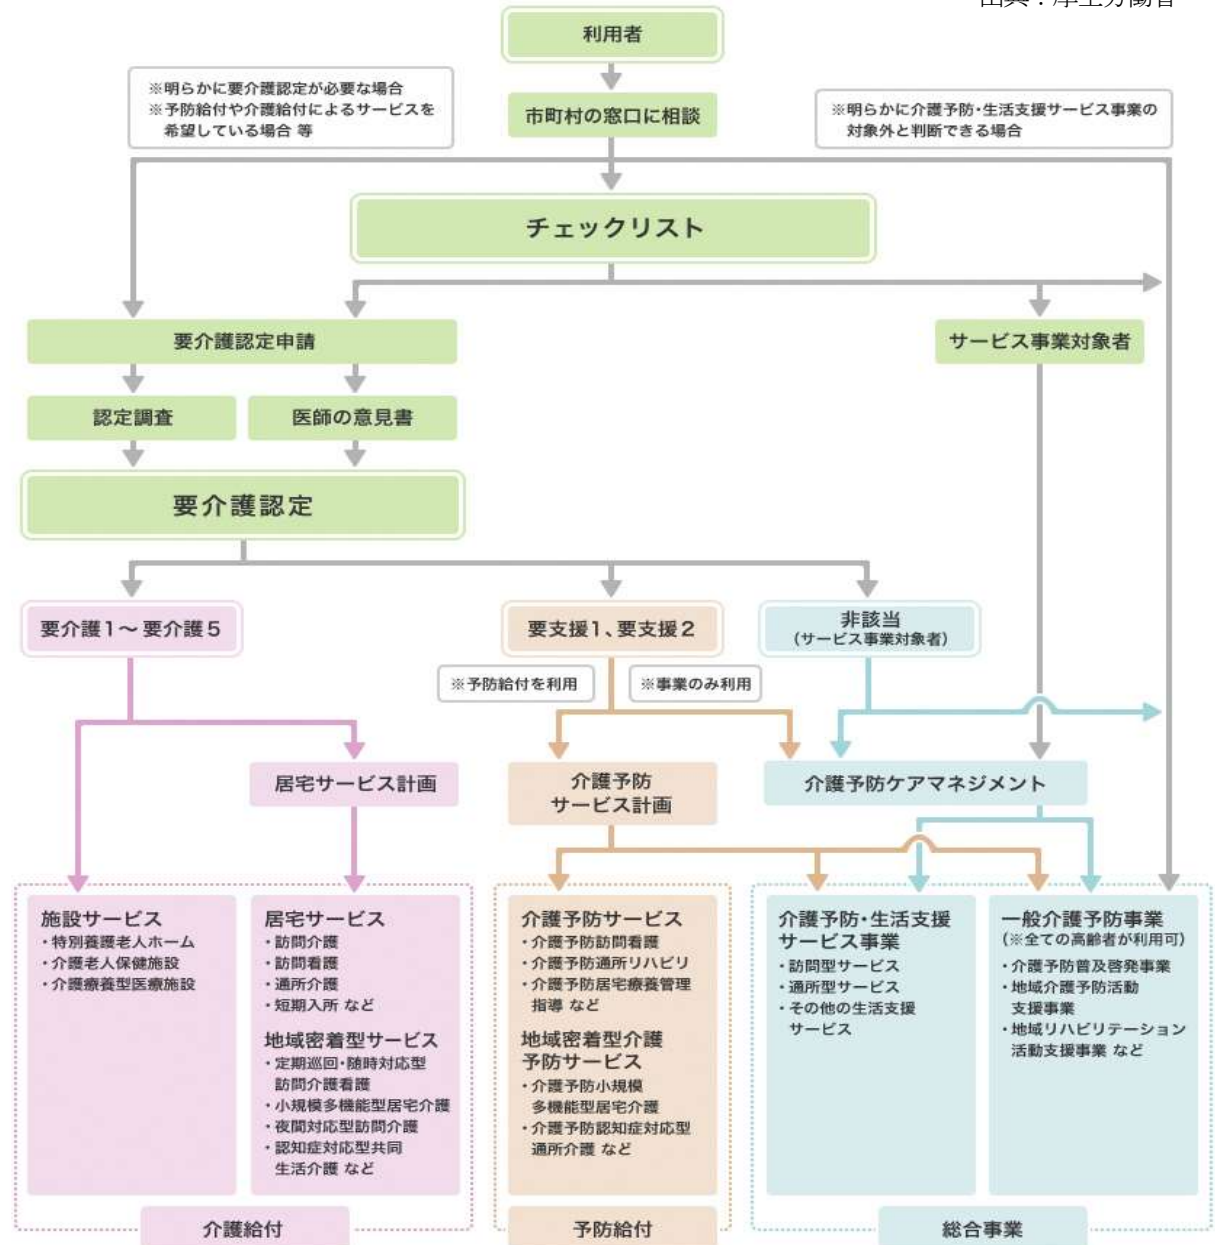 利用者
※明らかに要介護認定が必要な場合
※予防給付や介護給付によるサービスを
希望している場合 等
市町村の窓口に相談
※明らかに介護予防・生活支援サービス事業の
対象外と判断できる場合
チェックリスト
要介護認定申請
サービス事業対象者
認定調査
医師の意見書
要介護認定
要介護1〜要介護5
要支援1、要支援2
非該当
(サービス事業対象者)
※予防給付を利用
※事業のみ利用
居宅サービス計画
介護予防
サービス計画
介護予防ケアマネジメント
施設サービス
・特別養護老人ホーム
・介護老人保健施設
・介護療養型医療施設
居宅サービス
・訪問介護
・訪問看護
・通所介護
・短期入所 など
地域密着型サービス
・定期巡回・随時対応型
訪問介護看護
・小規模多機能型居宅介護
・夜間対応型訪問介護
・認知症対応型共同
生活介護 など
介護予防サービス
・介護予防訪問看護
・介護予防通所リハビリ
・介護予防居宅療養管理
指導 など
地域密着型介護
予防サービス
・介護予防小規模
多機能型居宅介護
・介護予防認知症対応型
通所介護 など
介護予防・生活支援
サービス事業
・訪問型サービス
・通所型サービス
・その他の生活支援
サービス
一般介護予防事業
(※全ての高齢者が利用可)
・介護予防普及啓発事業
・地域介護予防活動
支援事業
・地域リハビリテーション
活動支援事業 など
介護給付
予防給付
総合事業